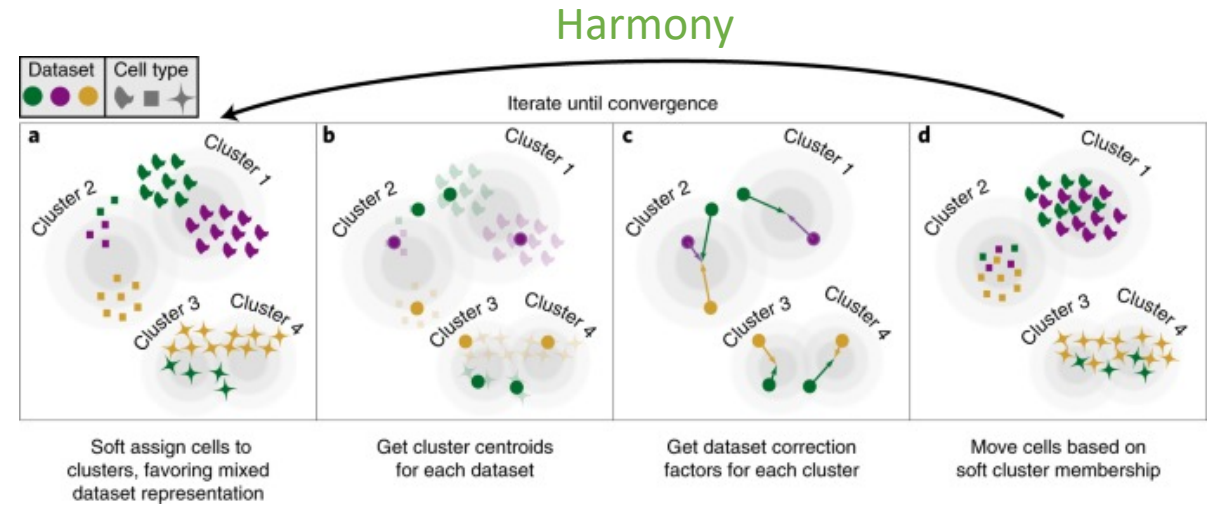 Harmony
Dataset
Cell type
Iterate until convergence
a
Cluster 1
Cluster 2
Cluster 3
Cluster 4
b
Cluster 1
Cluster 2
Cluster 3
Cluster 4
c
Cluster 1
Cluster 2
Cluster 3
Cluster 4
d
Cluster 1
Cluster 2
Cluster 3
Cluster 4
Soft assign cells to
clusters, favoring mixed
dataset representation
Get cluster centroids
for each dataset
Get dataset correction
factors for each cluster
Move cells based on
soft cluster membership